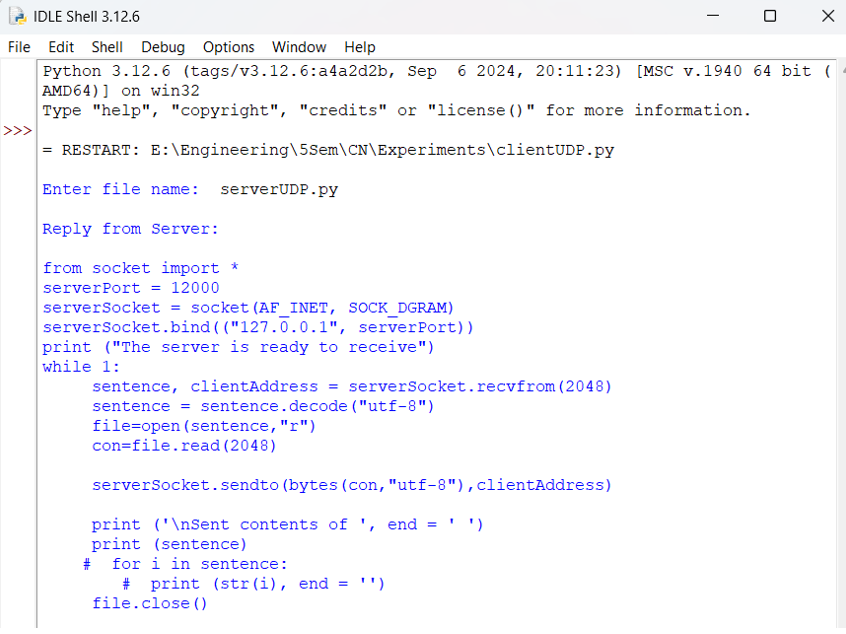 IDLE Shell 3.12.6
File Edit Shell Debug Options Window Help
Python 3.12.6 (tags/v3.12.6:a4a2d2b, Sep  6 2024, 20:11:23) [MSC v.1940 64 bit (
AMD64)] on win32
Type "help", "copyright", "credits" or "license()" for more information.
>>>
= RESTART: E:\Engineering\5Sem\CN\Experiments\clientUDP.py
Enter file name:  serverUDP.py
Reply from Server:
from socket import *
serverPort = 12000
serverSocket = socket(AF_INET, SOCK_DGRAM)
serverSocket.bind(("127.0.0.1", serverPort))
print ("The server is ready to receive")
while 1:
     sentence, clientAddress = serverSocket.recvfrom(2048)
     sentence = sentence.decode("utf-8")
     file=open(sentence,"r")
     con=file.read(2048)
     serverSocket.sendto(bytes(con,"utf-8"),clientAddress)
     print ('\nSent contents of ', end = ' ')
     print (sentence)
    #  for i in sentence:
        #  print (str(i), end = '')
     file.close()